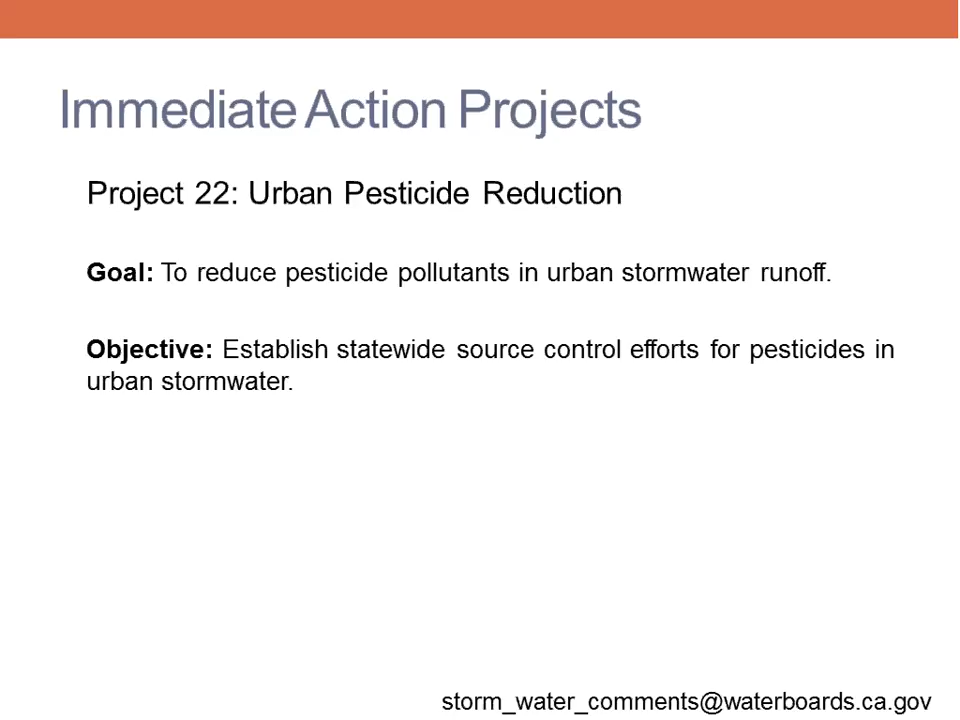 Immediate Action Projects
Project 22: Urban Pesticide Reduction
Goal: To reduce pesticide pollutants in urban stormwater runoff.
Objective: Establish statewide source control efforts for pesticides in
urban stormwater.
storm_water_comments@waterboards.ca.gov